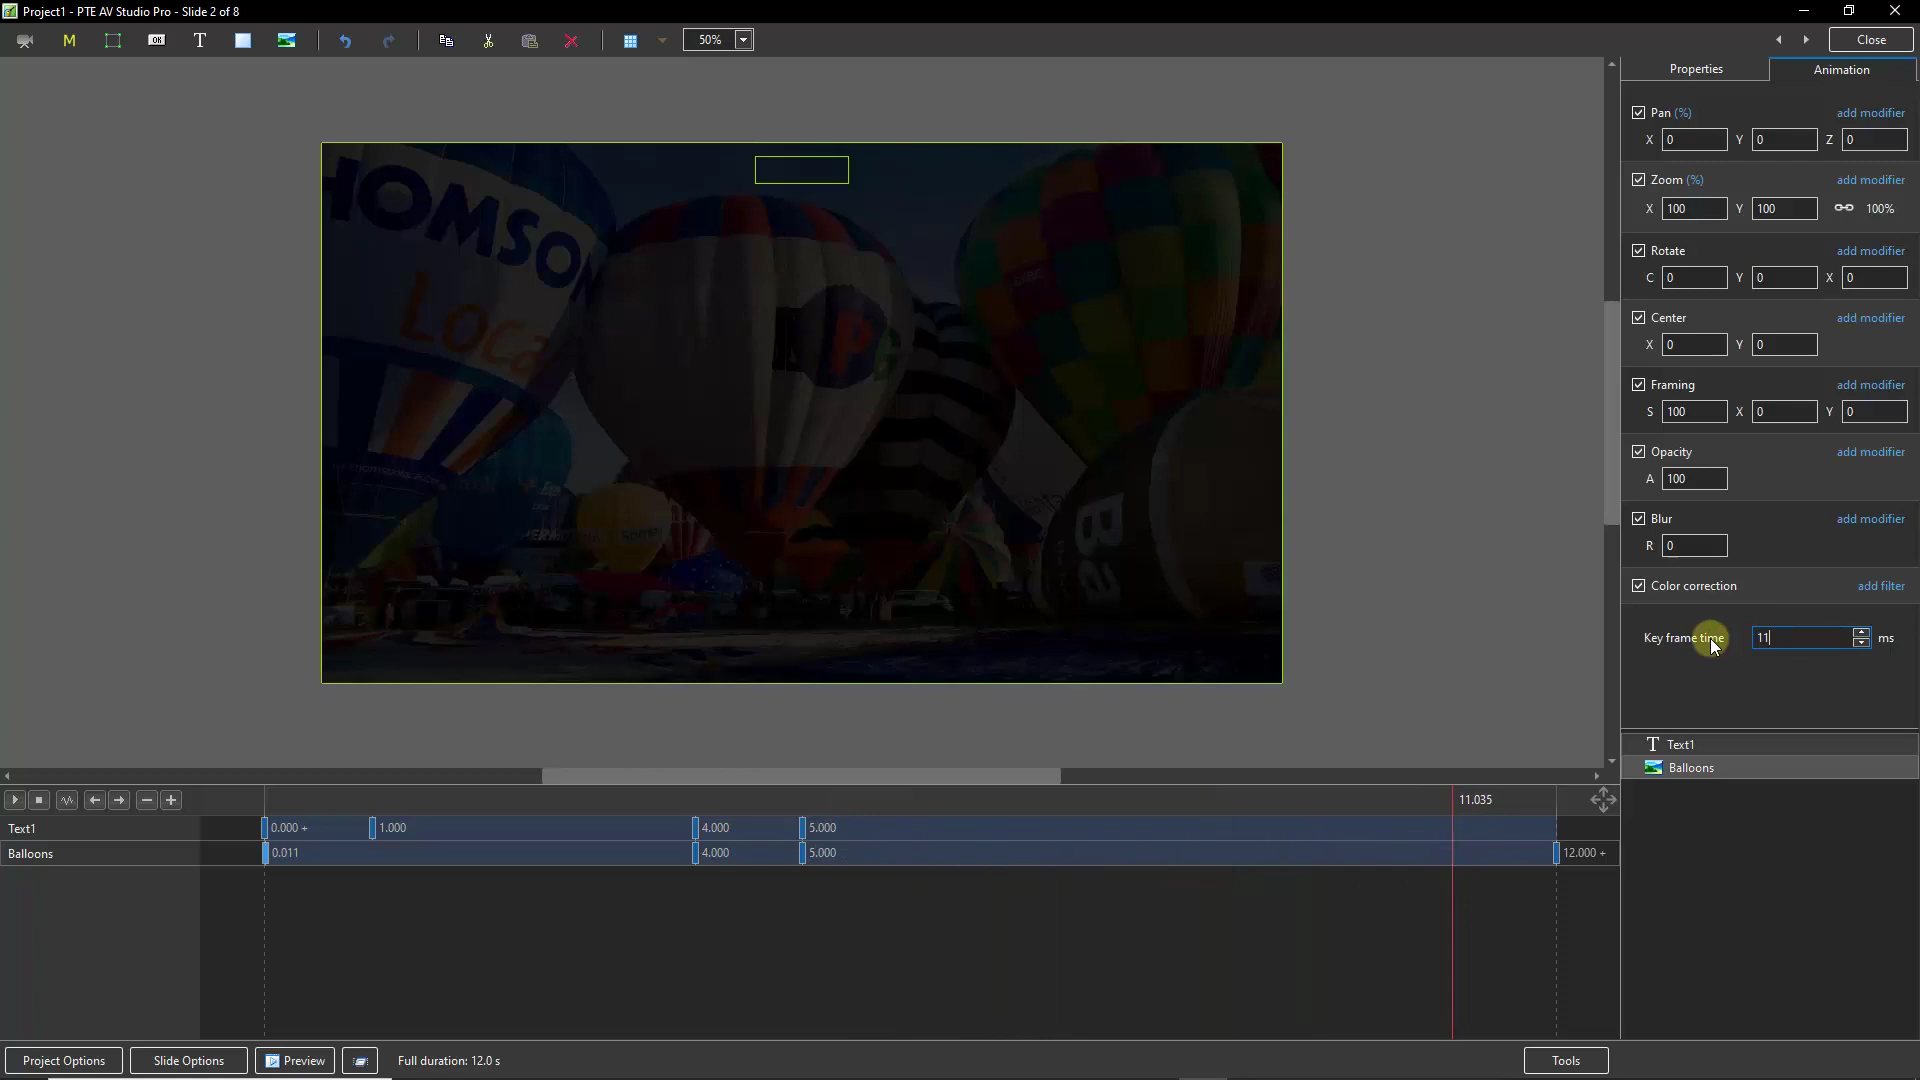 Project1 - PTE AV Studio Pro - Slide 2 of 8
M
OK
T
50%
Close
Properties
Animation
Pan (%)
add modifier
X 0 Y 0 Z 0
Zoom (%)
add modifier
X 100 Y 100 100%
Rotate
add modifier
C 0 Y 0 X 0
Center
add modifier
X 0 Y 0
Framing
add modifier
S 100 X 0 Y 0
Opacity
add modifier
A 100
Blur
add modifier
R 0
Color correction
add filter
Key frame time 11 ms
T Text1
Balloons
HOMSO
Loca
P
Ba
11.035
Text1 0.000 + 1.000 4.000 5.000
Balloons 0.011 4.000 5.000 12.000 +
Project Options
Slide Options
Preview
Full duration: 12.0 s
Tools